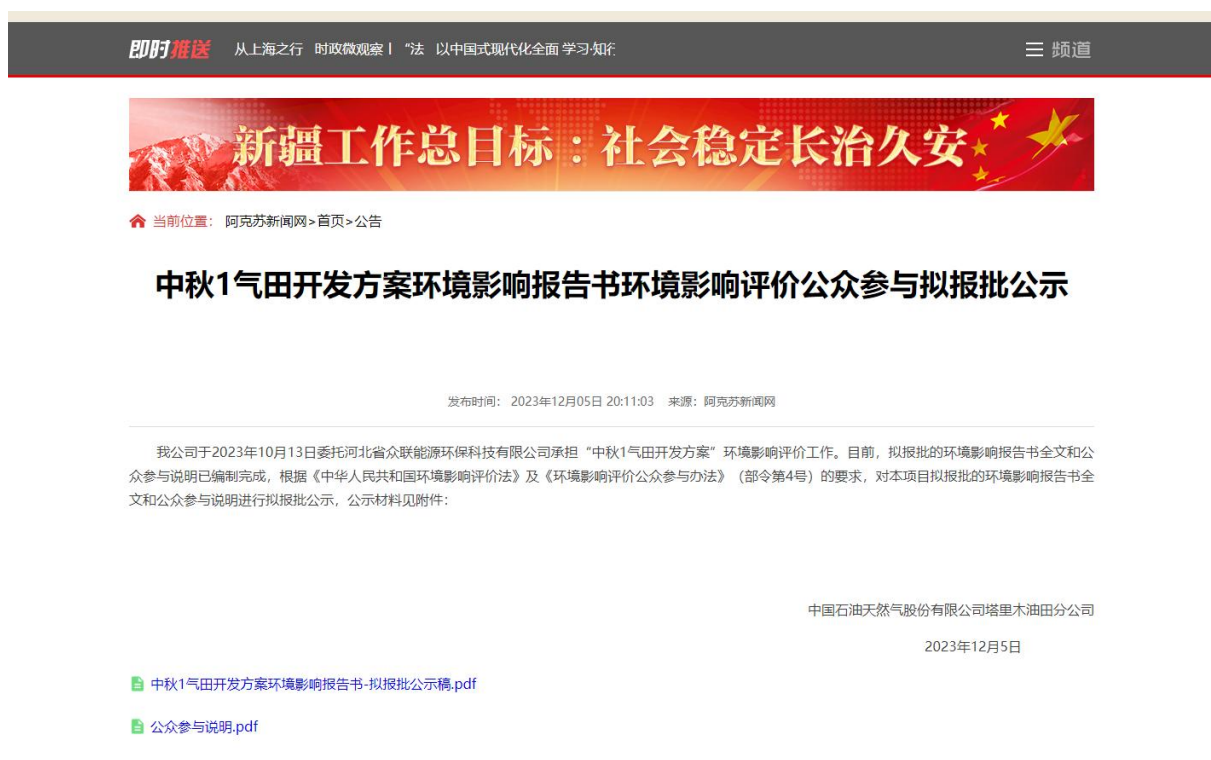 即时推送 从上海之行 时政微观察丨 “法 以中国式现代化全面 学习·知行 三 频道
新疆工作总目标：社会稳定长治久安
当前位置： 阿克苏新闻网>首页>公告
中秋1气田开发方案环境影响报告书环境影响评价公众参与拟报批公示
发布时间： 2023年12月05日 20:11:03 来源：阿克苏新闻网
我公司于2023年10月13日委托河北省众联能源环保科技有限公司承担“中秋1气田开发方案”环境影响评价工作。目前，拟报批的环境影响报告书全文和公
众参与说明已编制完成，根据《中华人民共和国环境影响评价法》及《环境影响评价公众参与办法》（部令第4号）的要求，对本项目拟报批的环境影响报告书全
文和公众参与说明进行拟报批公示，公示材料见附件：
中国石油天然气股份有限公司塔里木油田分公司
2023年12月5日
中秋1气田开发方案环境影响报告书-拟报批公示稿.pdf
公众参与说明.pdf